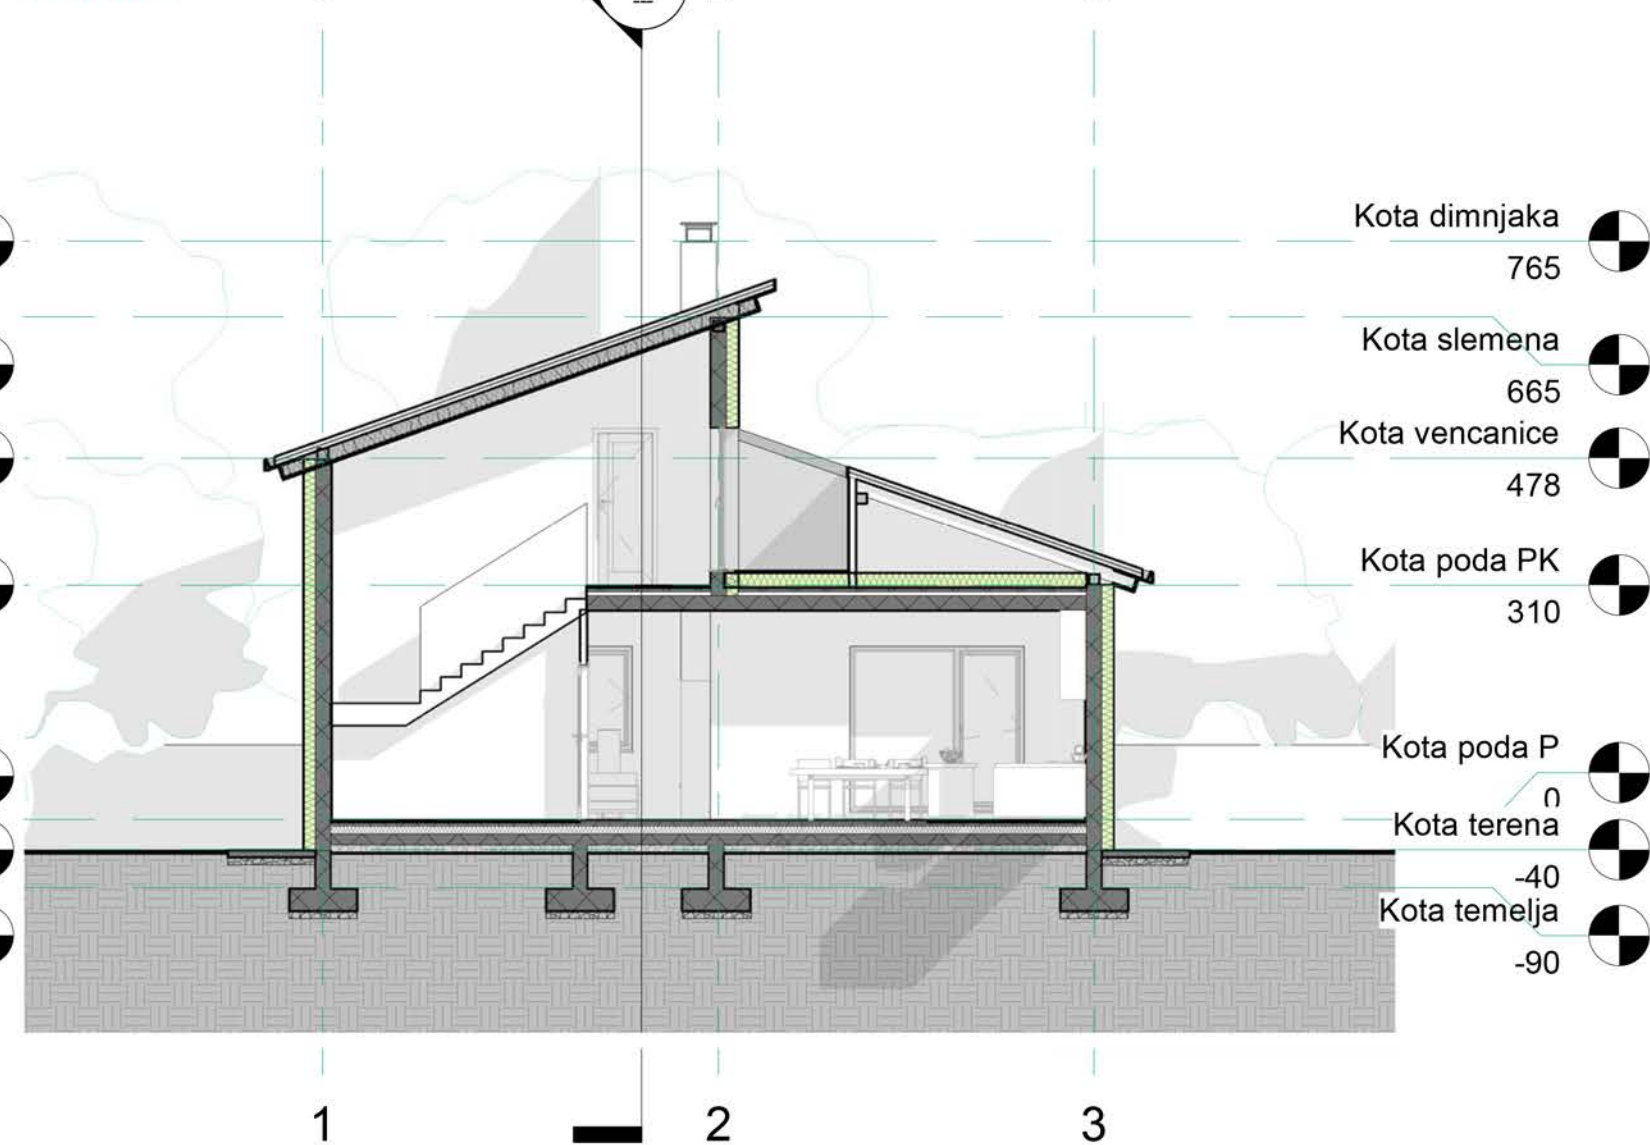 Kota dimnjaka
765
Kota slemena
665
Kota vencanice
478
Kota poda PK
310
Kota poda P
0
Kota terena
-40
Kota temelja
-90
1
2
3